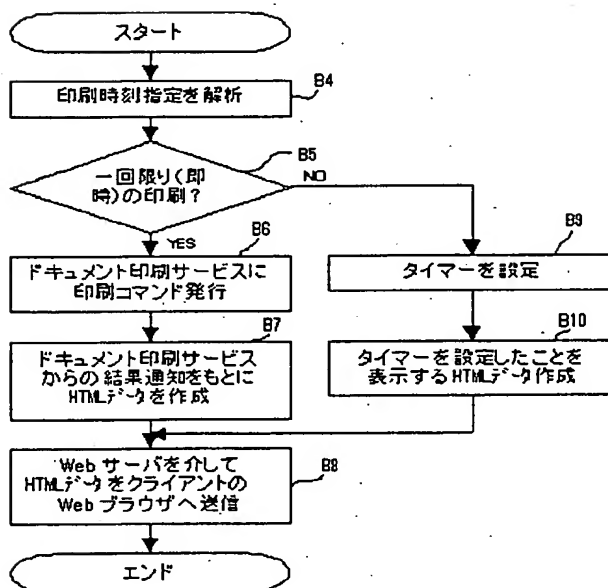 スタート
印刷時刻指定を解析
B4
一回限り(即
時)の印刷?
B5
NO
YES
B6
ドキュメント印刷サービスに
印刷コマンド発行
B9
タイマーを設定
B7
ドキュメント印刷サービス
からの結果通知をもとに
HTMLデータを作成
B10
タイマーを設定したことを
表示するHTMLデータ作成
Webサーバを介して
HTMLデータをクライアントの
Webブラウザへ送信
B8
エンド